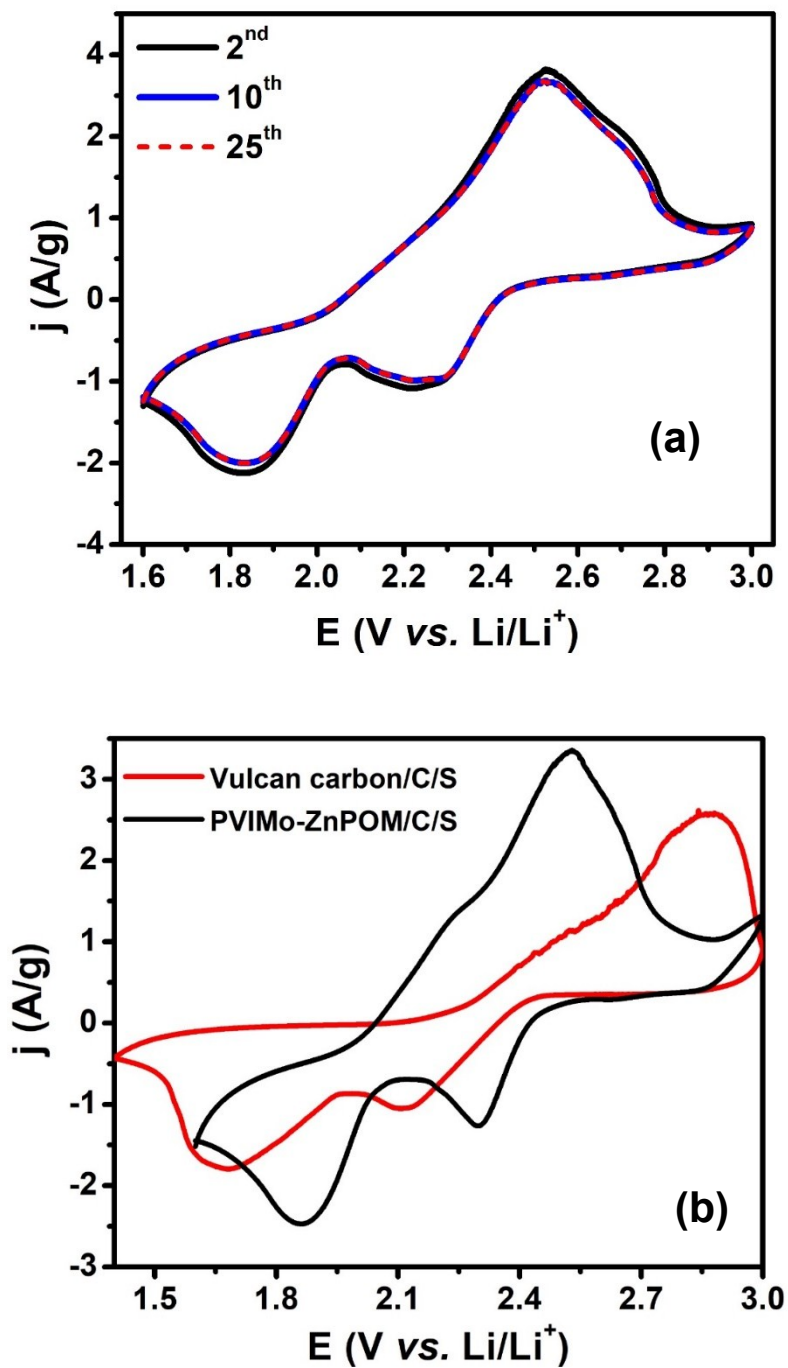 2nd
10th
25th
4
2
1
0
-1
-2
-4
j (A/g)
(a)
1.6 1.8 2.0 2.2 2.4 2.6 2.8 3.0
E (V vs. Li/Li+)
Vulcan carbon/C/S
PVIMo-ZnPOM/C/S
3
2
1
0
-1
-2
-3
j (A/g)
(b)
1.5 1.8 2.1 2.4 2.7 3.0
E (V vs. Li/Li+)